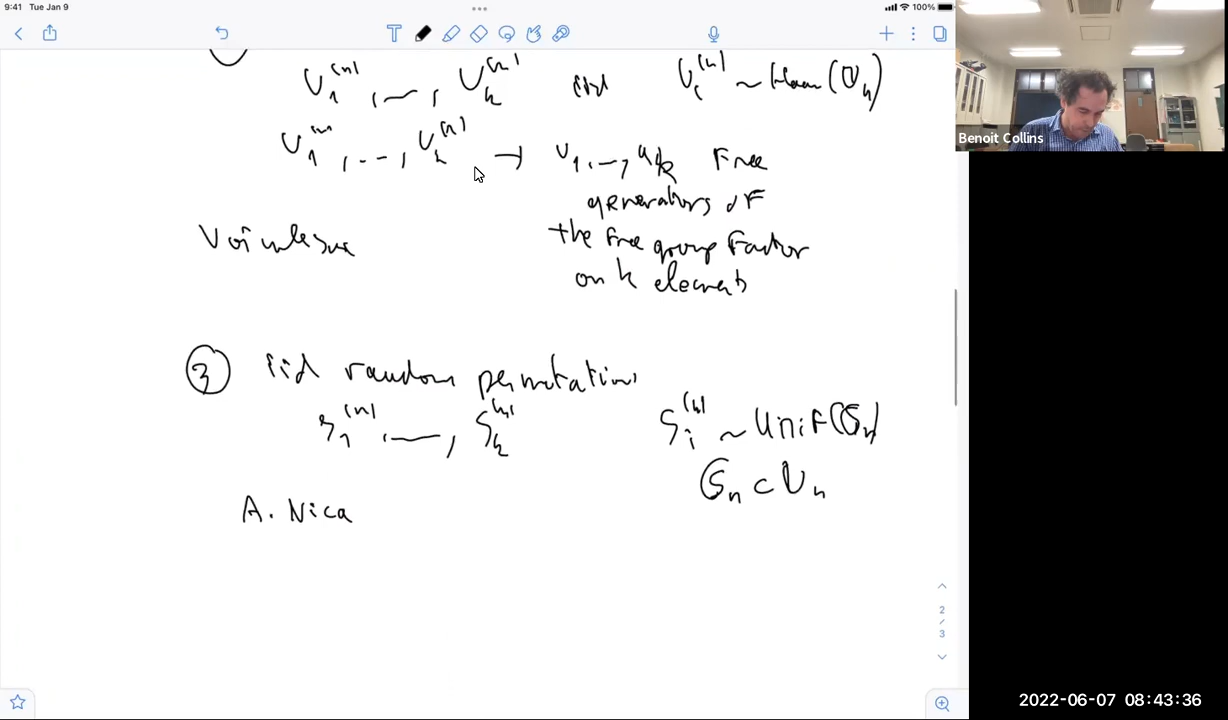 9:41 Tue Jan 9
100%
U₁⁽ⁿ⁾, —, U_k⁽ⁿ⁾ iid U_i⁽ⁿ⁾ ~ Haar(U_n)
U₁⁽ⁿ⁾, ..., U_k⁽ⁿ⁾ → u₁, —, u_k Free
generators of
Voiculescu
the Free group Factor
on k elements
③ iid random permutations
S₁⁽ⁿ⁾, —, S_k⁽ⁿ⁾ S_i⁽ⁿ⁾ ~ Unif(𝔖_n)
𝔖_n ⊂ U_n
A. Nica
Benoit Collins
2
/
3
2022-06-07 08:43:36